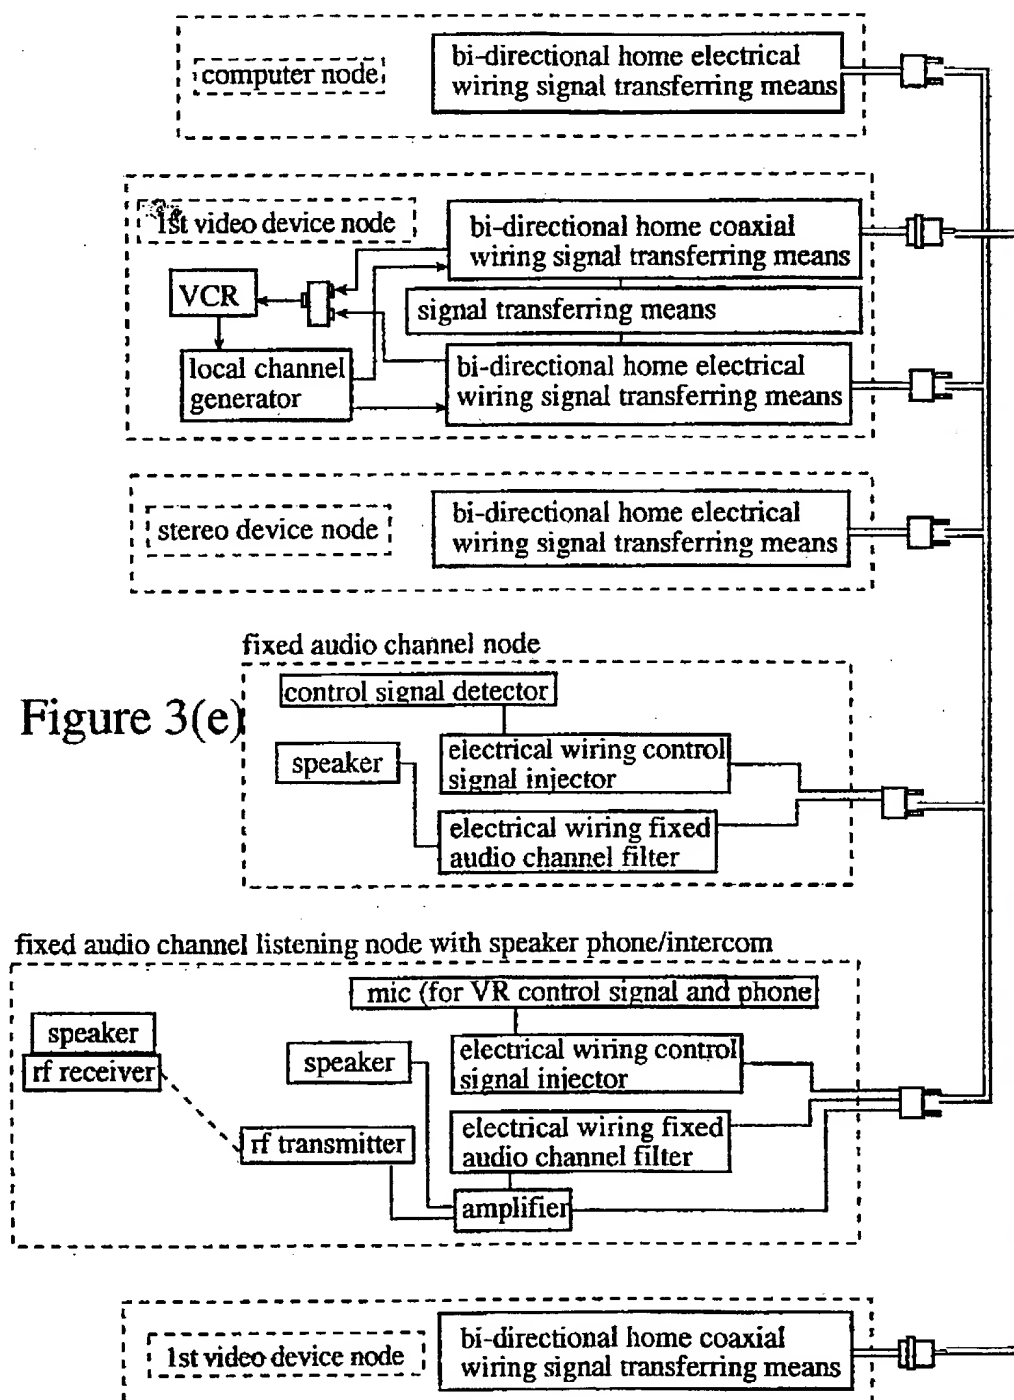 computer node
bi-directional home electrical
wiring signal transferring means
1st video device node
bi-directional home coaxial
wiring signal transferring means
VCR
signal transferring means
local channel
generator
bi-directional home electrical
wiring signal transferring means
stereo device node
bi-directional home electrical
wiring signal transferring means
fixed audio channel node
control signal detector
Figure 3(e)
speaker
electrical wiring control
signal injector
electrical wiring fixed
audio channel filter
fixed audio channel listening node with speaker phone/intercom
mic (for VR control signal and phone
speaker
rf receiver
speaker
electrical wiring control
signal injector
rf transmitter
electrical wiring fixed
audio channel filter
amplifier
1st video device node
bi-directional home coaxial
wiring signal transferring means